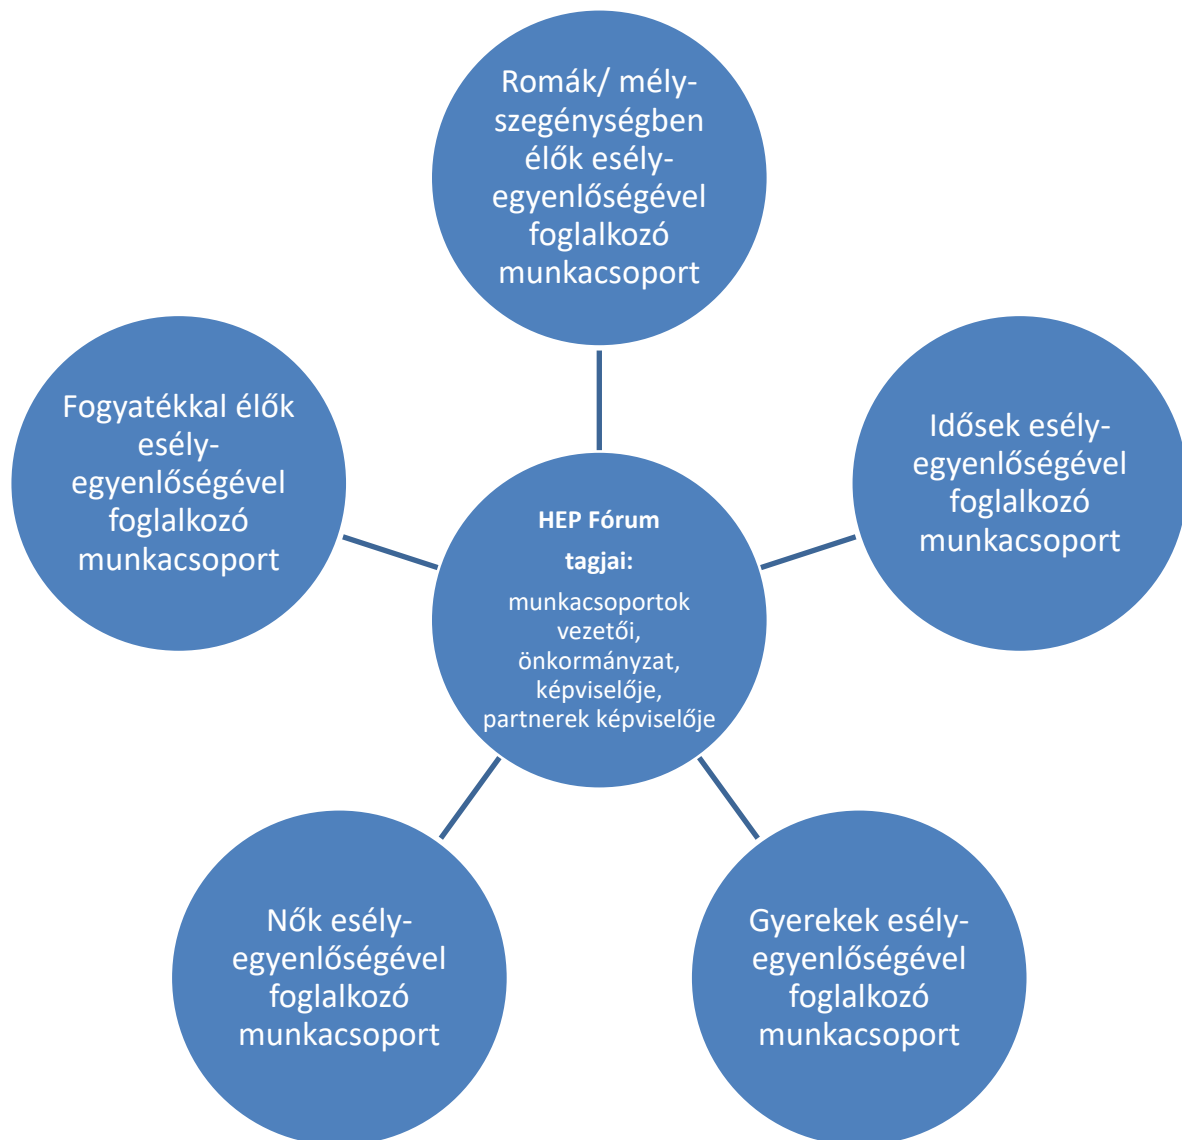 Romák/ mély-
szegénységben
élők esély-
egyenlőségével
foglalkozó
munkacsoport
Fogyatékkal élők
esély-
egyenlőségével
foglalkozó
munkacsoport
Idősek esély-
egyenlőségével
foglalkozó
munkacsoport
HEP Fórum
tagjai:
munkacsoportok
vezetői,
önkormányzat,
képviselője,
partnerek képviselője
Nők esély-
egyenlőségével
foglalkozó
munkacsoport
Gyerekek esély-
egyenlőségével
foglalkozó
munkacsoport